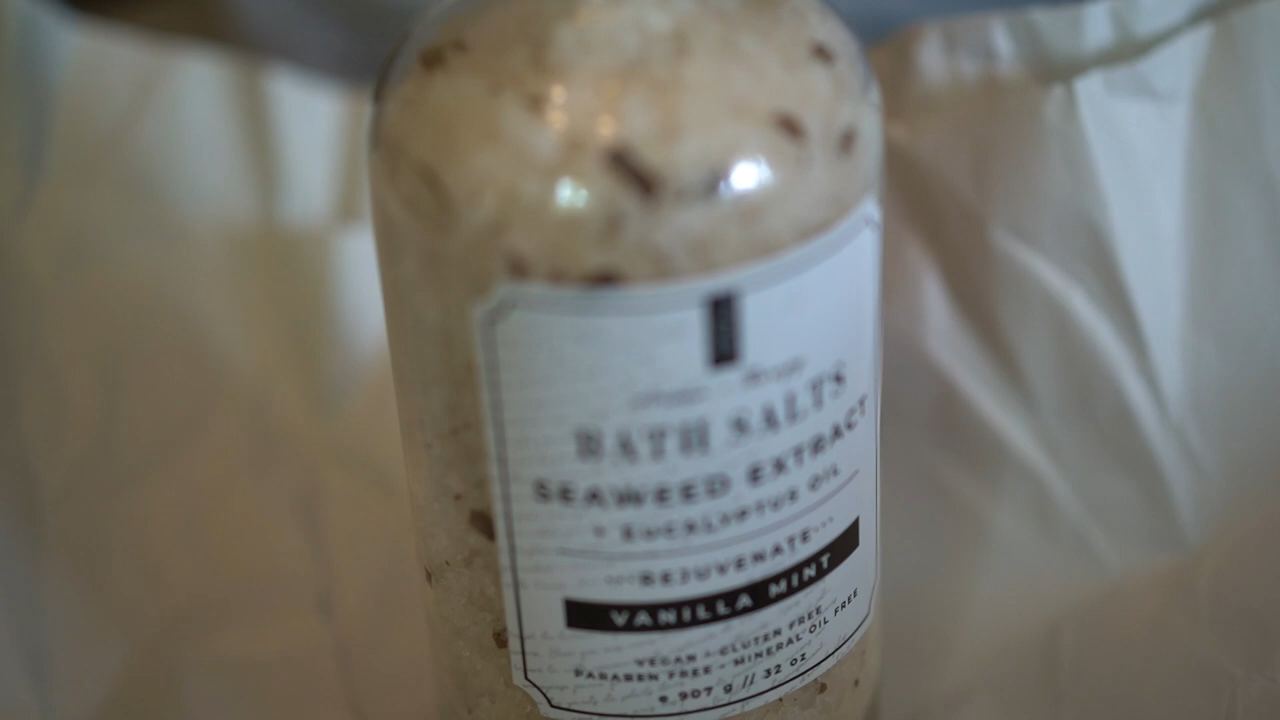 BATH SALTS
SEAWEED EXTRACT
+ EUCALYPTUS OIL
···REJUVENATE···
VANILLA MINT
VEGAN - GLUTEN FREE
PARABEN FREE - MINERAL OIL FREE
e 907 g // 32 oz